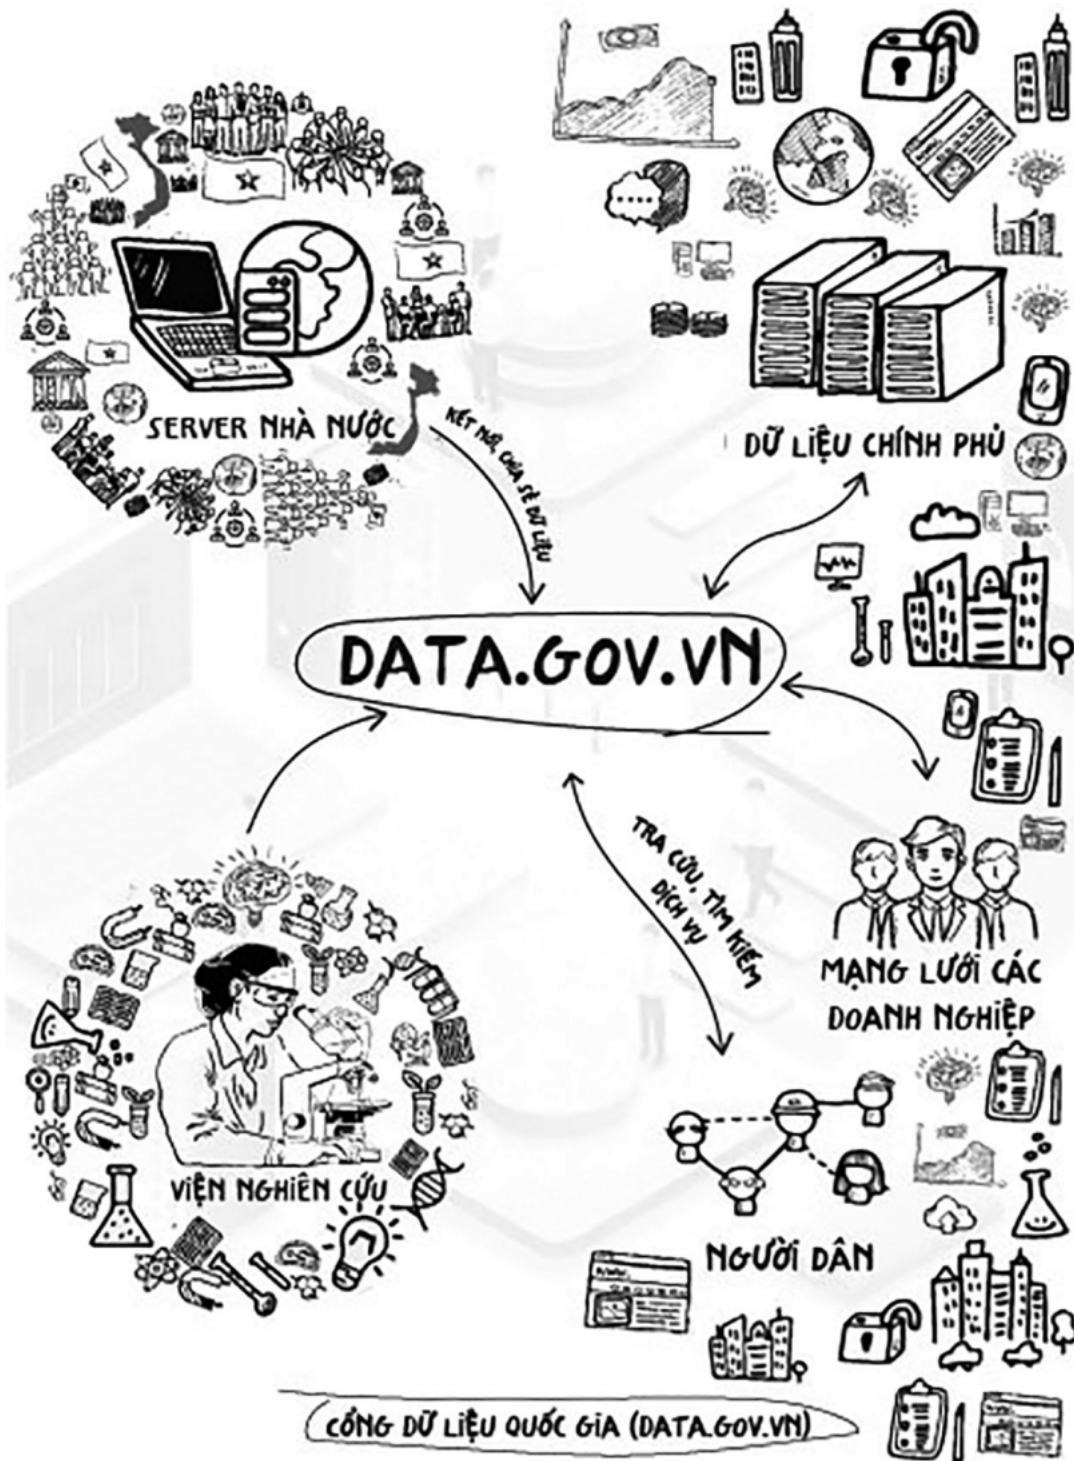 SERVER NHÀ NƯỚC
KẾT NỐI, CHIA SẺ DỮ LIỆU
DỮ LIỆU CHÍNH PHỦ
DATA.GOV.VN
TRA CỨU, TÌM KIẾM
DỊCH VỤ
MẠNG LƯỚI CÁC
DOANH NGHIỆP
VIỆN NGHIÊN CỨU
NGƯỜI DÂN
CỔNG DỮ LIỆU QUỐC GIA (DATA.GOV.VN)